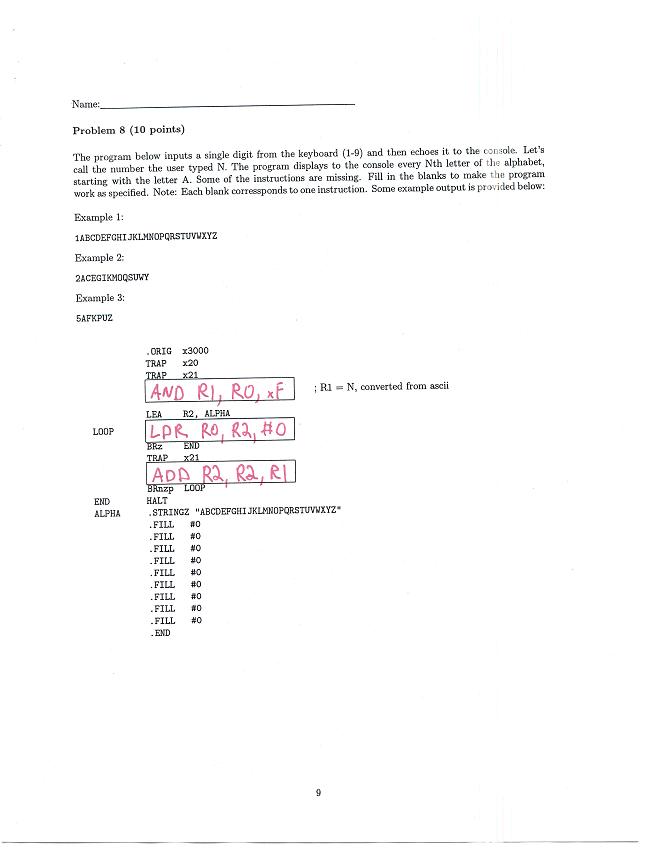 Name:
Problem 8 (10 points)
The program below inputs a single digit from the keyboard (1-9) and then echoes it to the console. Let's
call the number the user typed N. The program displays to the console every Nth letter of the alphabet,
starting with the letter A. Some of the instructions are missing. Fill in the blanks to make the program
work as specified. Note: Each blank corressponds to one instruction. Some example output is provided below:
Example 1:
1ABCDEFGHIJKLMNOPQRSTUVWXYZ
Example 2:
2ACEGIKMOQSUWY
Example 3:
5AFKPUZ
.ORIG x3000
TRAP x20
TRAP x21
AND R1, R0, xF ; R1 = N, converted from ascii
LEA R2, ALPHA
LOOP LDR R0, R2, #0
BRz END
TRAP x21
ADD R2, R2, R1
BRnzp LOOP
END HALT
ALPHA .STRINGZ "ABCDEFGHIJKLMNOPQRSTUVWXYZ"
.FILL #0
.FILL #0
.FILL #0
.FILL #0
.FILL #0
.FILL #0
.FILL #0
.FILL #0
.FILL #0
.END
9